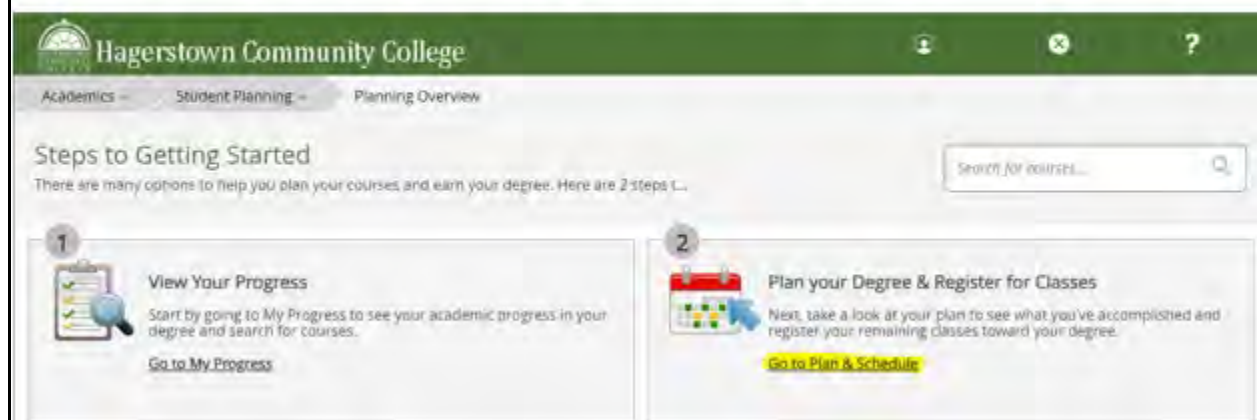 Hagerstown Community College
?
Academics
Student Planning
Planning Overview
Steps to Getting Started
Search for courses...
There are many options to help you plan your courses and earn your degree. Here are 2 steps t...
1
View Your Progress
Start by going to My Progress to see your academic progress in your
degree and search for courses.
Go to My Progress
2
Plan your Degree & Register for Classes
Next, take a look at your plan to see what you've accomplished and
register your remaining classes toward your degree.
Go to Plan & Schedule